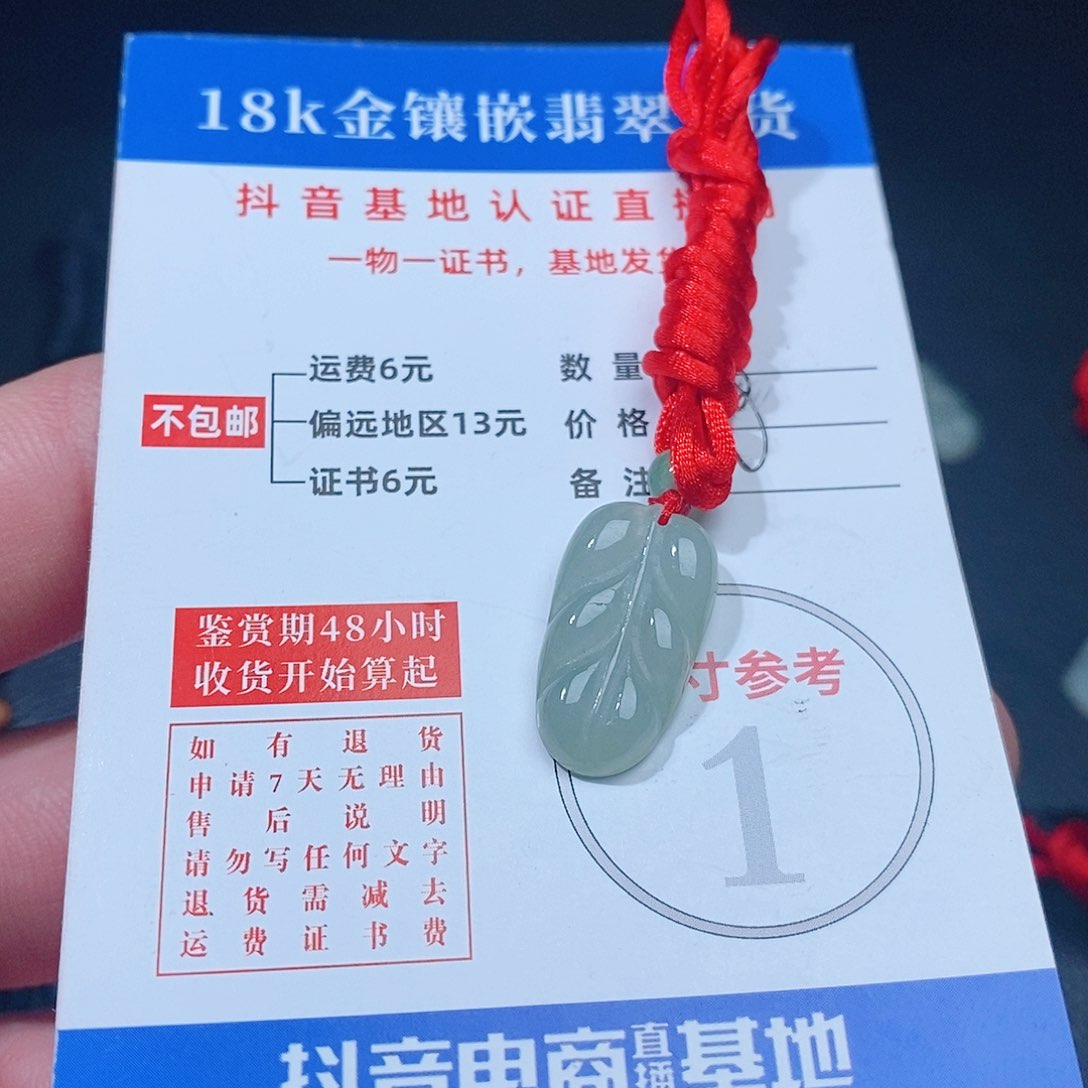 18k金镶嵌翡翠 货
抖音基地认证直播
一物一证书，基地发货
不包邮
运费6元
偏远地区13元
证书6元
数量
价格
备注
鉴赏期48小时
收货开始算起
如有退货
申请7天无理由
售后说明
请勿写任何文字
退货需减去
运费证书费
寸参考
1
抖音电商直播基地